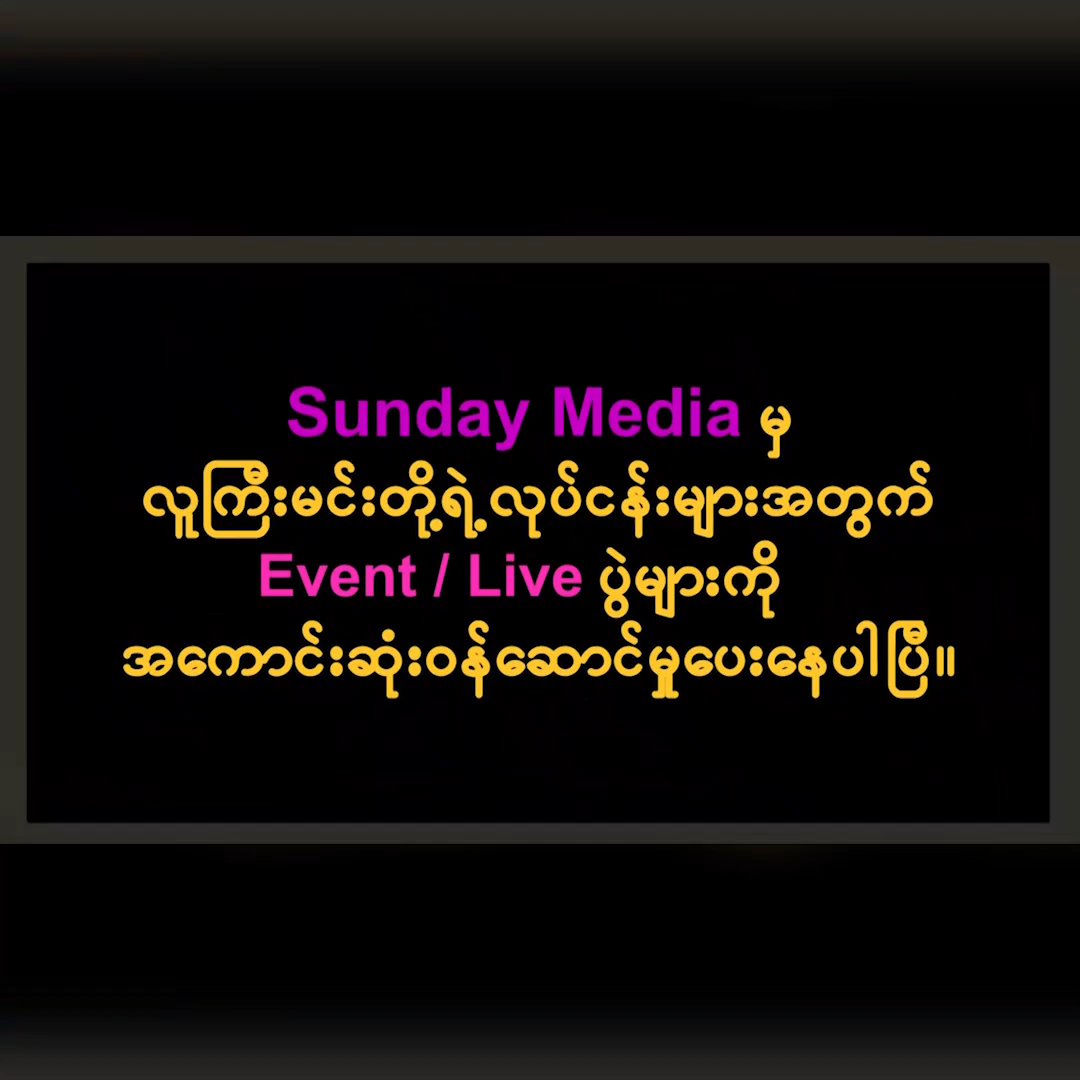 Sunday Media မှ
လူကြီးမင်းတို့ရဲ့လုပ်ငန်းများအတွက်
Event / Live ပွဲများကို
အကောင်းဆုံးဝန်ဆောင်မှုပေးနေပါပြီ။